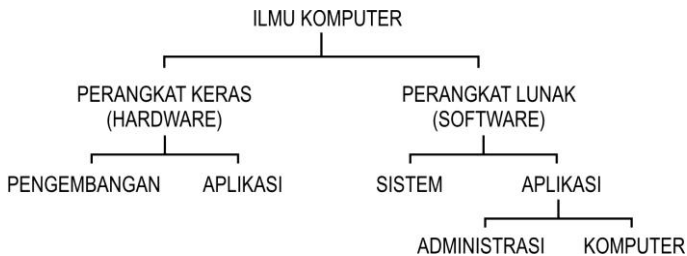 ILMU KOMPUTER
PERANGKAT KERAS
(HARDWARE)
PERANGKAT LUNAK
(SOFTWARE)
PENGEMBANGAN
APLIKASI
SISTEM
APLIKASI
ADMINISTRASI
KOMPUTER